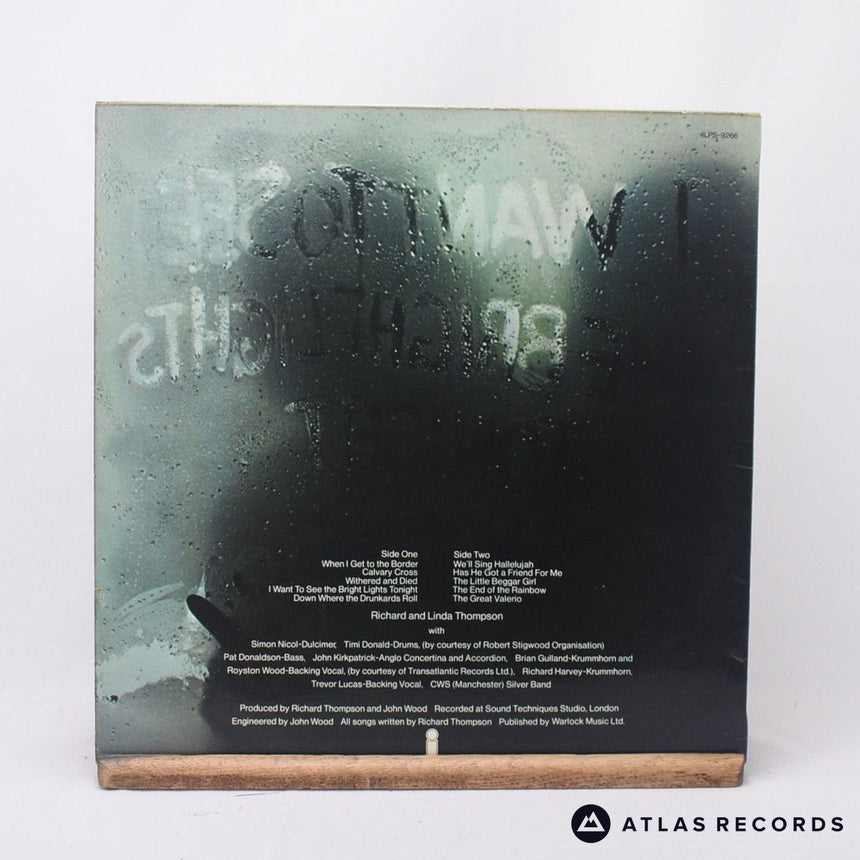 ILPS-9266
I WANT TO SEE
THE BRIGHT LIGHTS
TONIGHT
Side One
When I Get to the Border
Calvary Cross
Withered and Died
I Want To See the Bright Lights Tonight
Down Where the Drunkards Roll
Side Two
We'll Sing Hallelujah
Has He Got a Friend For Me
The Little Beggar Girl
The End of the Rainbow
The Great Valerio
Richard and Linda Thompson
with
Simon Nicol-Dulcimer, Timi Donald-Drums, (by courtesy of Robert Stigwood Organisation)
Pat Donaldson-Bass, John Kirkpatrick-Anglo Concertina and Accordion, Brian Gulland-Krummhorn and
Royston Wood-Backing Vocal, (by courtesy of Transatlantic Records Ltd.), Richard Harvey-Krummhorn,
Trevor Lucas-Backing Vocal, CWS (Manchester) Silver Band
Produced by Richard Thompson and John Wood Recorded at Sound Techniques Studio, London
Engineered by John Wood All songs written by Richard Thompson Published by Warlock Music Ltd.
ATLAS RECORDS